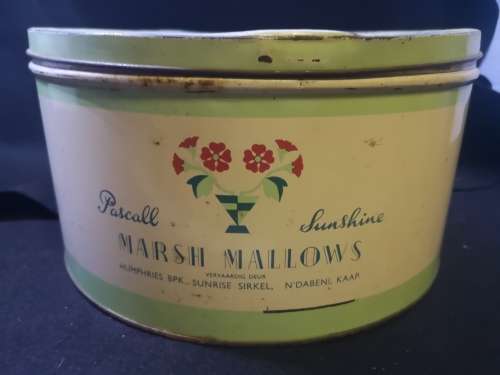 Pascall Sunshine
MARSH MALLOWS
VERVAARDIG DEUR
HUMPHRIES BPK., SUNRISE SIRKEL, N'DABENI, KAAP.